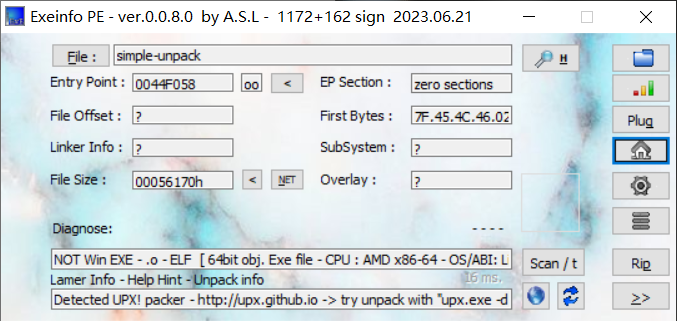 Exeinfo PE - ver.0.0.8.0 by A.S.L - 1172+162 sign 2023.06.21
File : simple-unpack H
Entry Point : 0044F058 oo < EP Section : zero sections
File Offset : ? First Bytes : 7F.45.4C.46.02 Plug
Linker Info : ? SubSystem : ?
File Size : 00056170h < NET Overlay : ?
Diagnose: ----
NOT Win EXE - .o - ELF [ 64bit obj. Exe file - CPU : AMD x86-64 - OS/ABI: L Scan / t Rip
Lamer Info - Help Hint - Unpack info 16 ms.
Detected UPX! packer - http://upx.github.io -> try unpack with "upx.exe -d >>